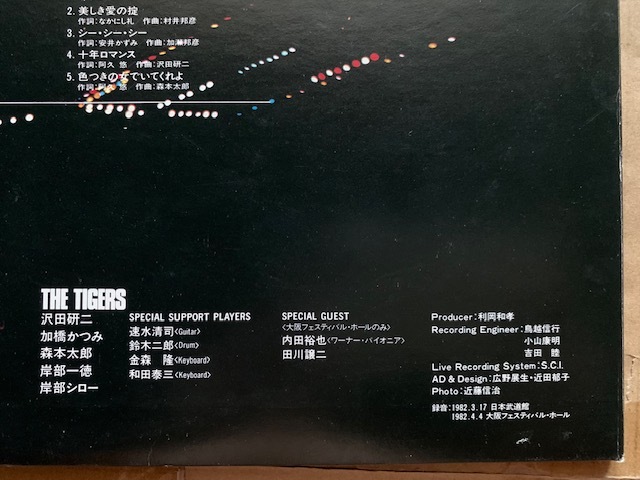 2. 美しき愛の掟
作詞:なかにし礼 作曲:村井邦彦
3. シー・シー・シー
作詞:安井かずみ 作曲:加瀬邦彦
4. 十年ロマンス
作詞:阿久 悠 作曲:沢田研二
5. 色つきの女でいてくれよ
作詞:阿久 悠 作曲:森本太郎
THE TIGERS
沢田研二
加橋かつみ
森本太郎
岸部一徳
岸部シロー
SPECIAL SUPPORT PLAYERS
速水清司<Guitar>
鈴木二郎<Drum>
金森 隆<Keyboard>
和田泰三<Keyboard>
SPECIAL GUEST
<大阪フェスティバル・ホールのみ>
内田裕也<ワーナー・パイオニア>
田川譲二
Producer:利岡和孝
Recording Engineer:鳥越信行
小山康明
吉田 陸
Live Recording System:S.C.I.
AD & Design:広野展生・近田郁子
Photo:近藤信治
録音:1982.3.17 日本武道館
1982.4.4 大阪フェスティバル・ホール